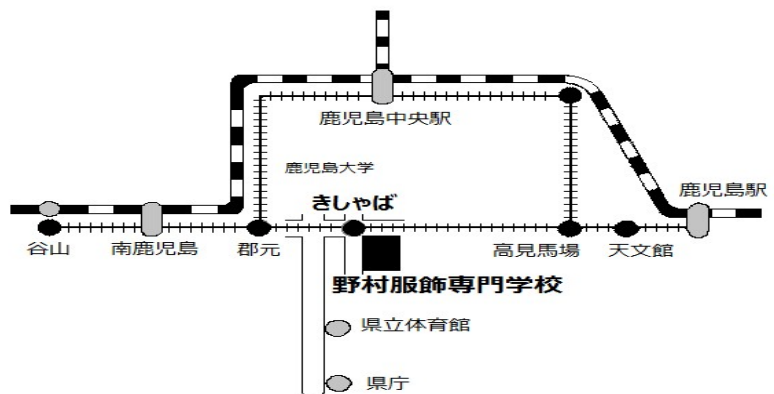 鹿児島中央駅
鹿児島大学
鹿児島駅
きしゃば
谷山
南鹿児島
郡元
高見馬場
天文館
野村服飾専門学校
県立体育館
県庁